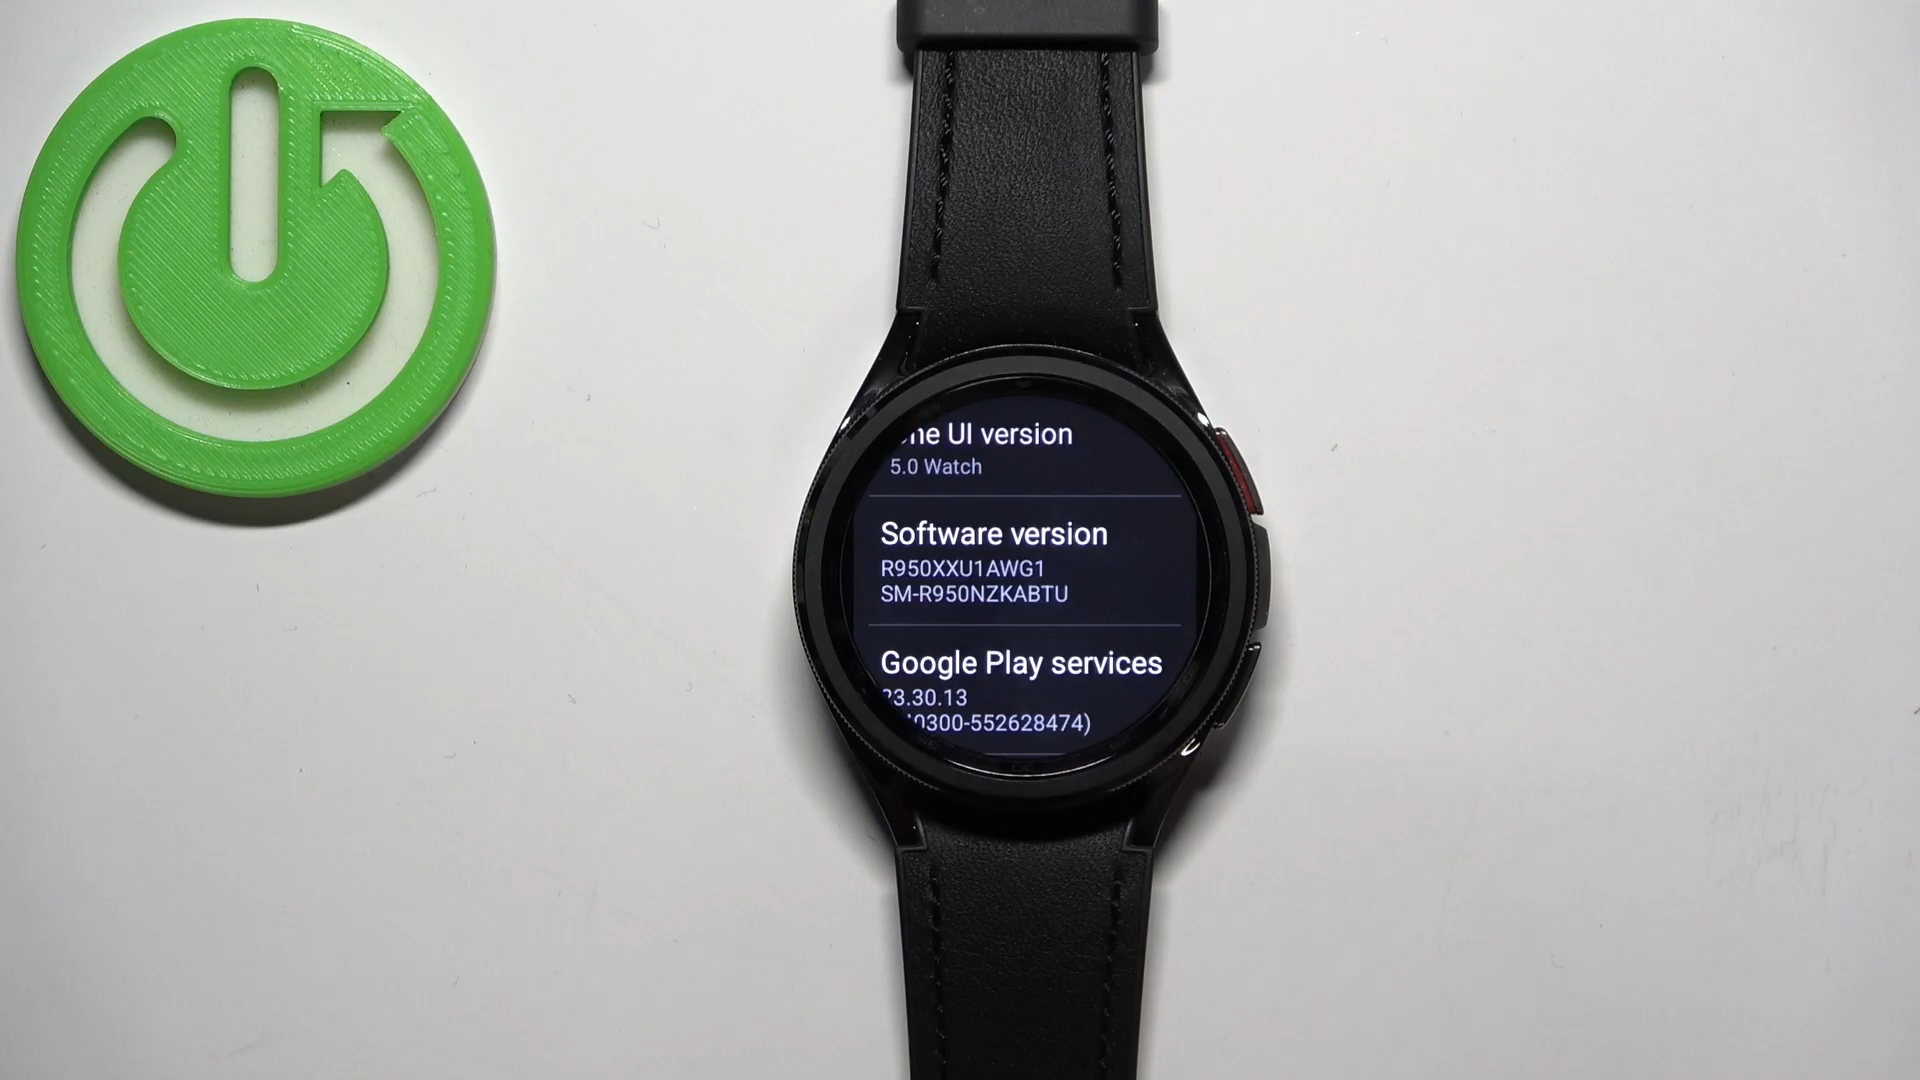 UI version
5.0 Watch
Software version
R950XXU1AWG1
SM-R950NZKABTU
Google Play services
3.30.13
0300-552628474)